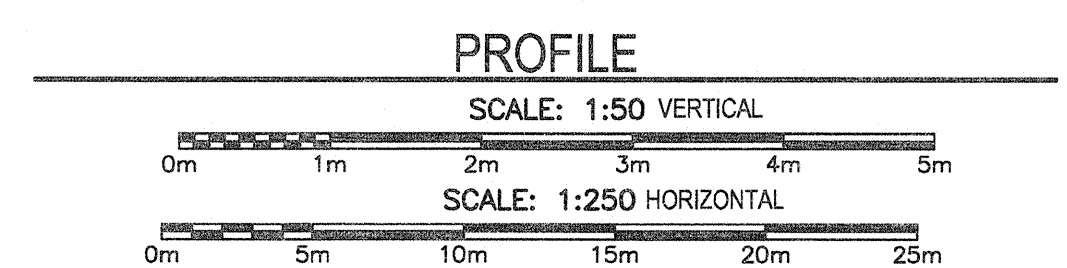 PROFILE
SCALE: 1:50 VERTICAL
0m 1m 2m 3m 4m 5m
SCALE: 1:250 HORIZONTAL
0m 5m 10m 15m 20m 25m